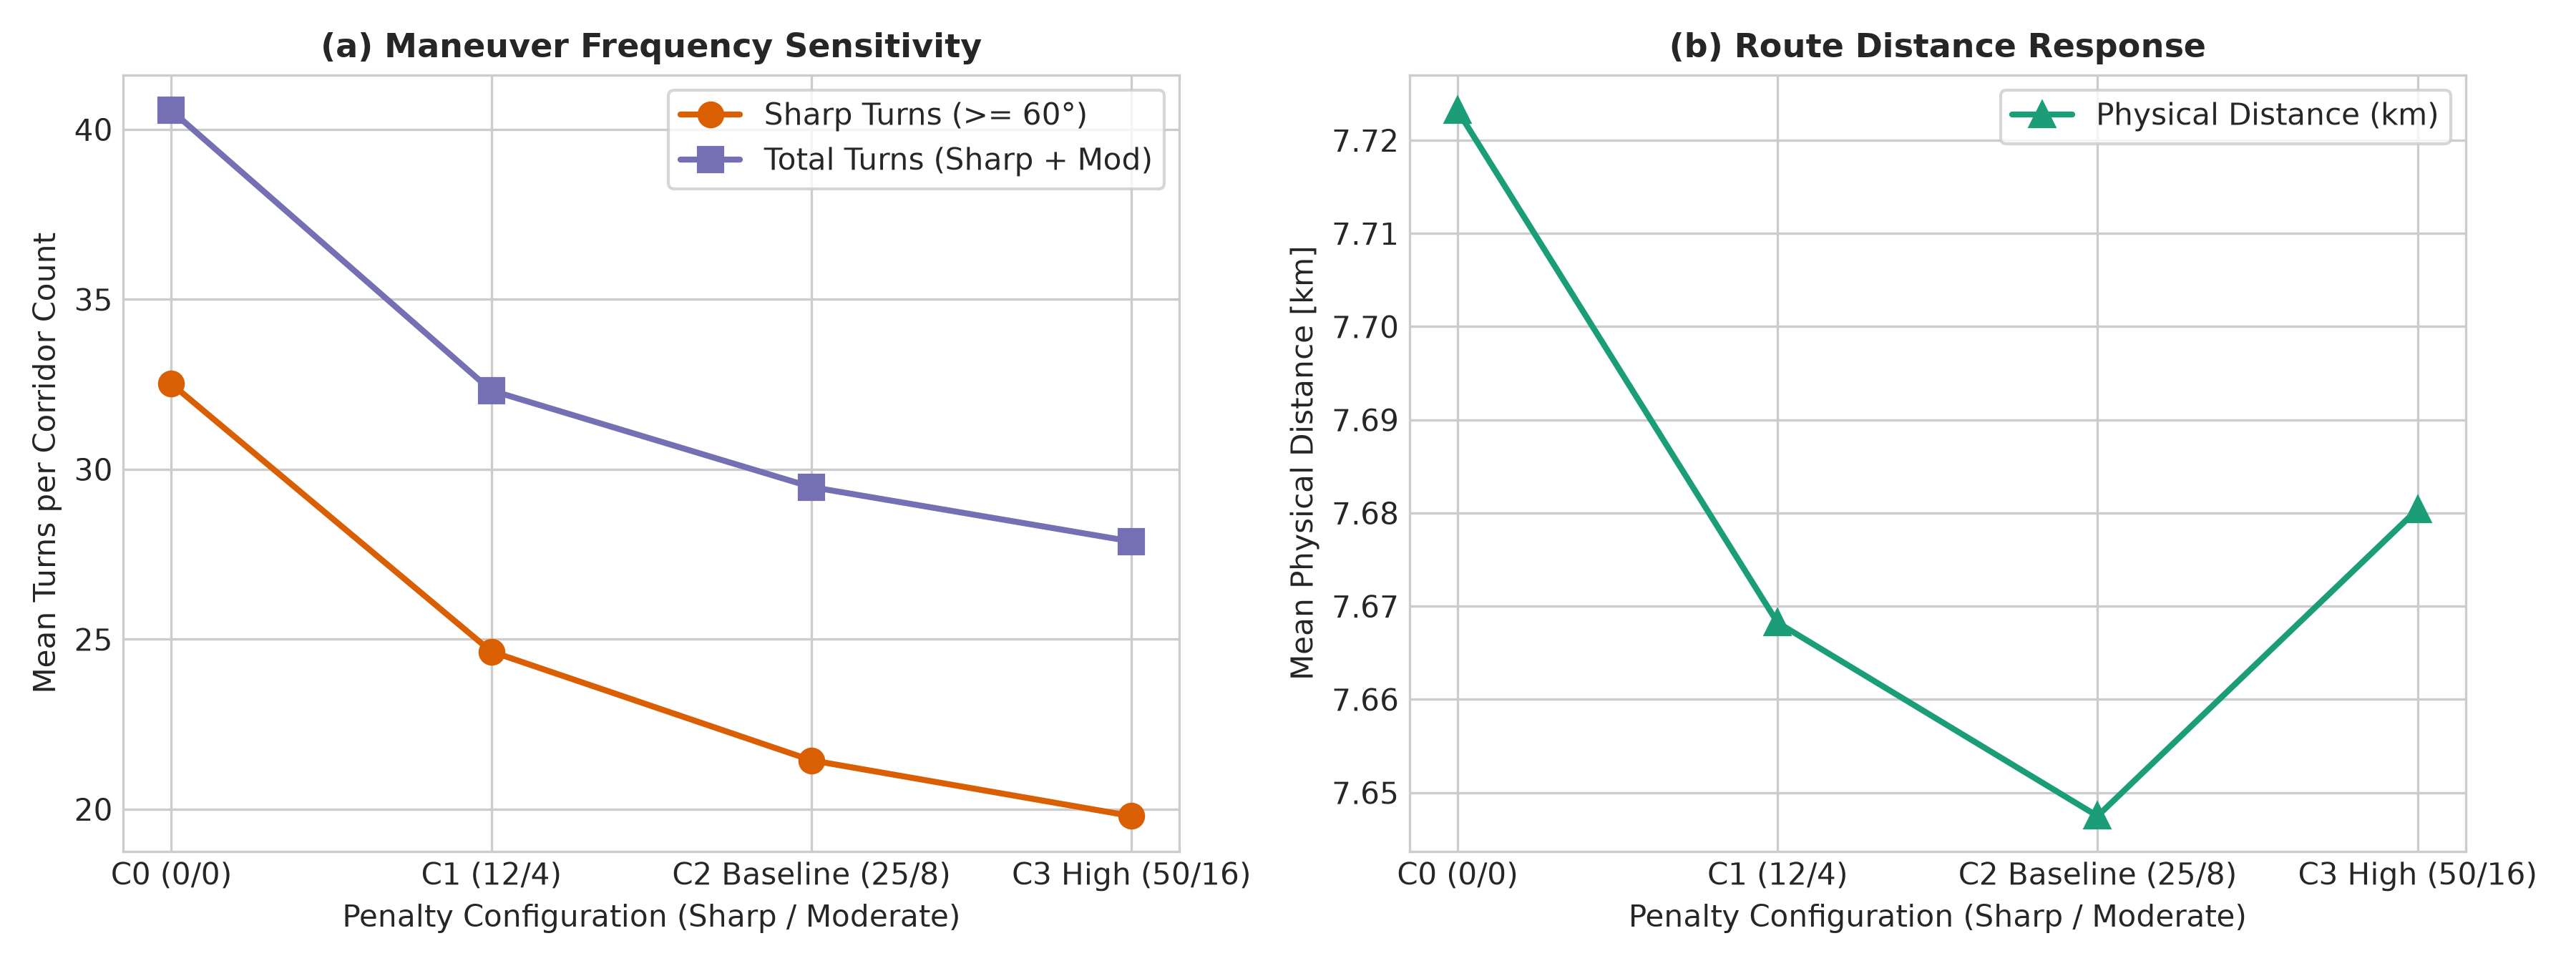 (a) Maneuver Frequency Sensitivity
Mean Turns per Corridor Count
40
35
30
25
20
Sharp Turns (>= 60°)
Total Turns (Sharp + Mod)
C0 (0/0)
C1 (12/4)
C2 Baseline (25/8)
C3 High (50/16)
Penalty Configuration (Sharp / Moderate)
(b) Route Distance Response
Mean Physical Distance [km]
7.72
7.71
7.70
7.69
7.68
7.67
7.66
7.65
Physical Distance (km)
C0 (0/0)
C1 (12/4)
C2 Baseline (25/8)
C3 High (50/16)
Penalty Configuration (Sharp / Moderate)